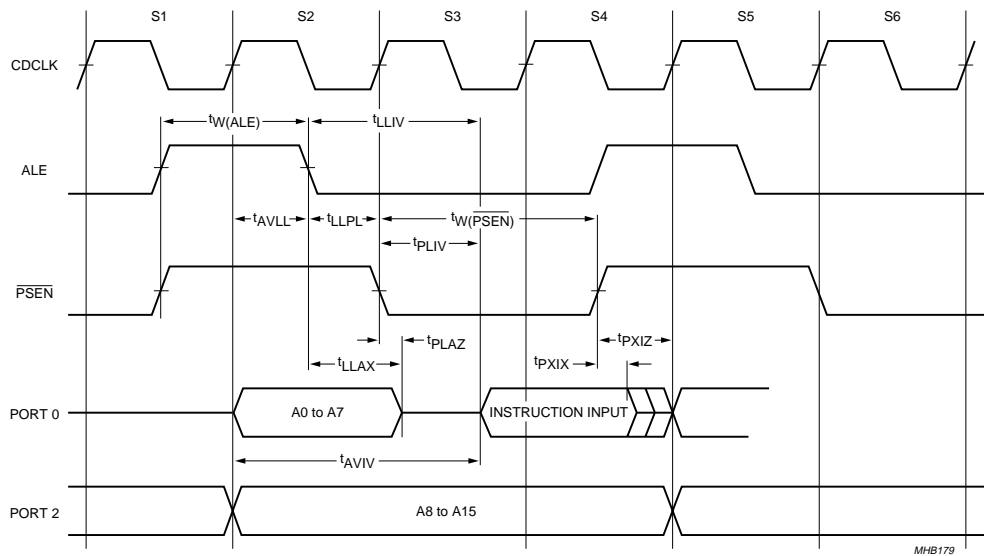 S1 S2 S3 S4 S5 S6
CDCLK
tW(ALE) tLLIV
ALE
tAVLL tLLPL tW(PSEN)
tPLIV
PSEN
tPLAZ tPXIZ
tLLAX tPXIX
PORT 0 A0 to A7 INSTRUCTION INPUT
tAVIV
PORT 2 A8 to A15
MHB179